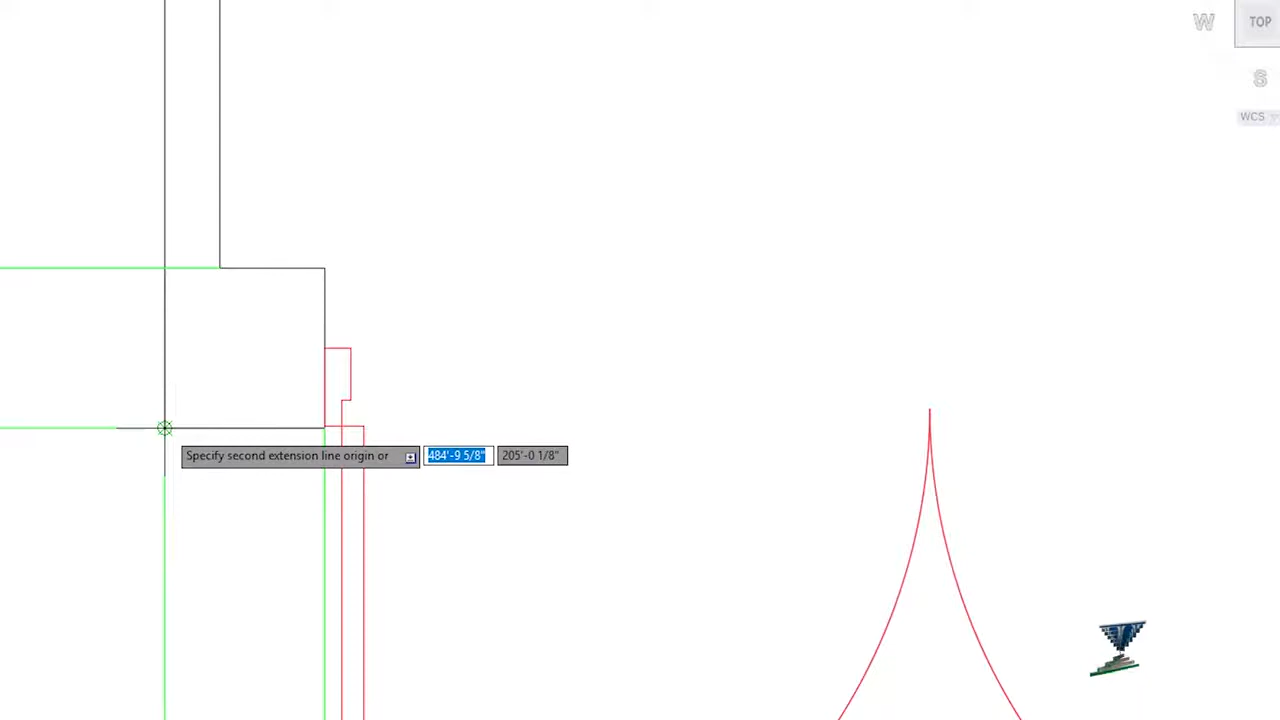 W
TOP
S
WCS
Specify second extension line origin or 484'-9 5/8" 205'-0 1/8"